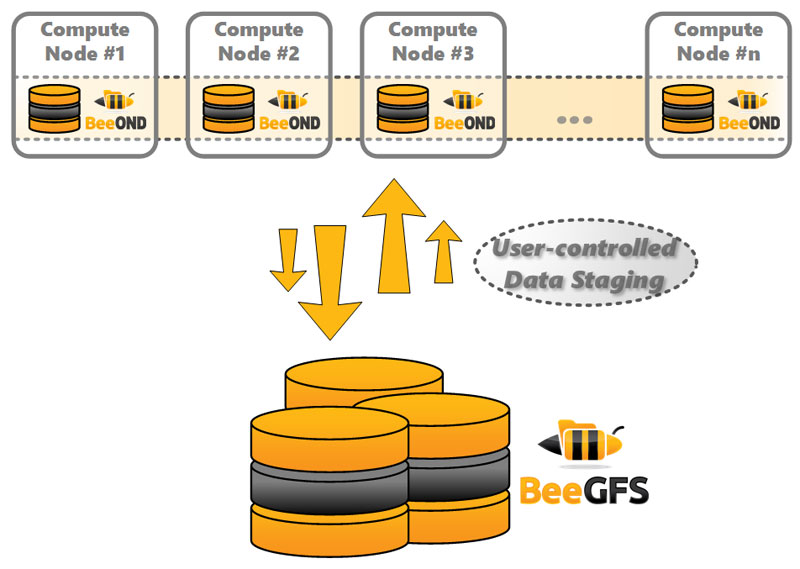 Compute
Node #1
Compute
Node #2
Compute
Node #3
Compute
Node #n
BeeOND
BeeOND
BeeOND
...
BeeOND
User-controlled
Data Staging
BeeGFS